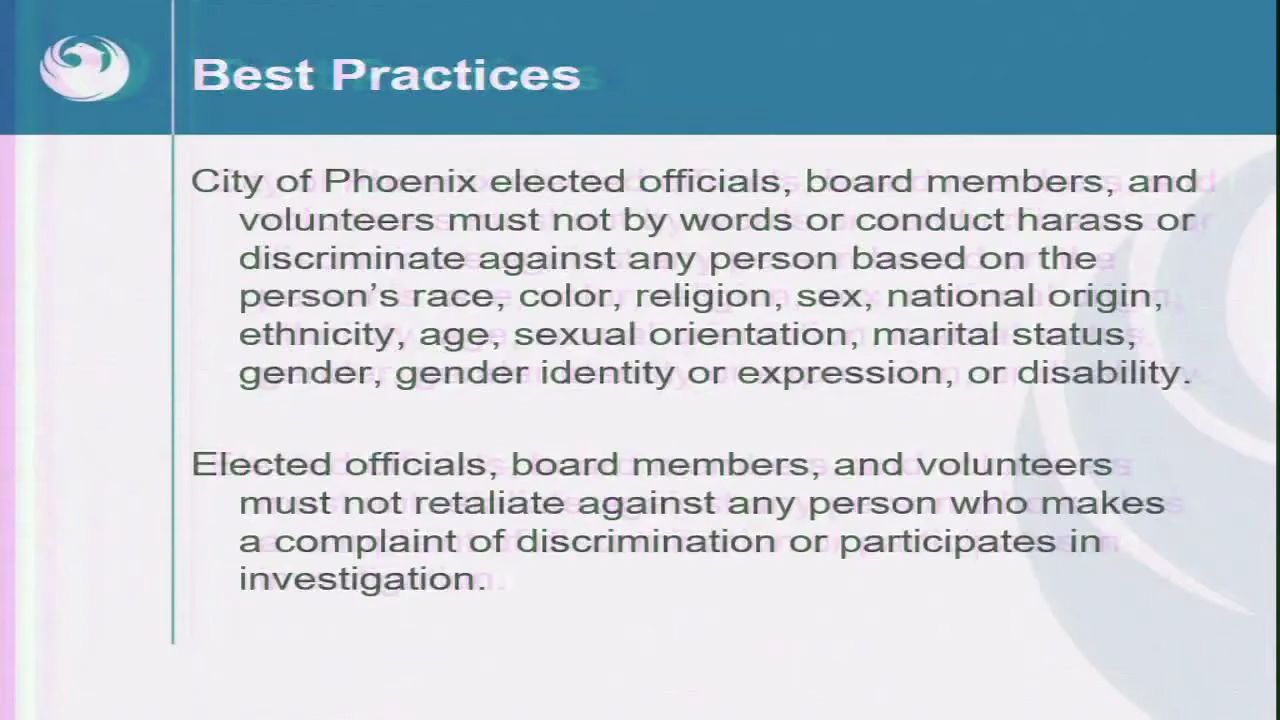 Best Practices
City of Phoenix elected officials, board members, and
volunteers must not by words or conduct harass or
discriminate against any person based on the
person’s race, color, religion, sex, national origin,
ethnicity, age, sexual orientation, marital status,
gender, gender identity or expression, or disability.
Elected officials, board members, and volunteers
must not retaliate against any person who makes
a complaint of discrimination or participates in
investigation.